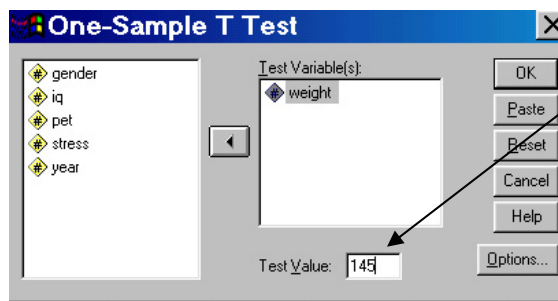 One-Sample T Test
gender
iq
pet
stress
year
Test Variable(s):
weight
Test Value: 145
OK
Paste
Reset
Cancel
Help
Options...